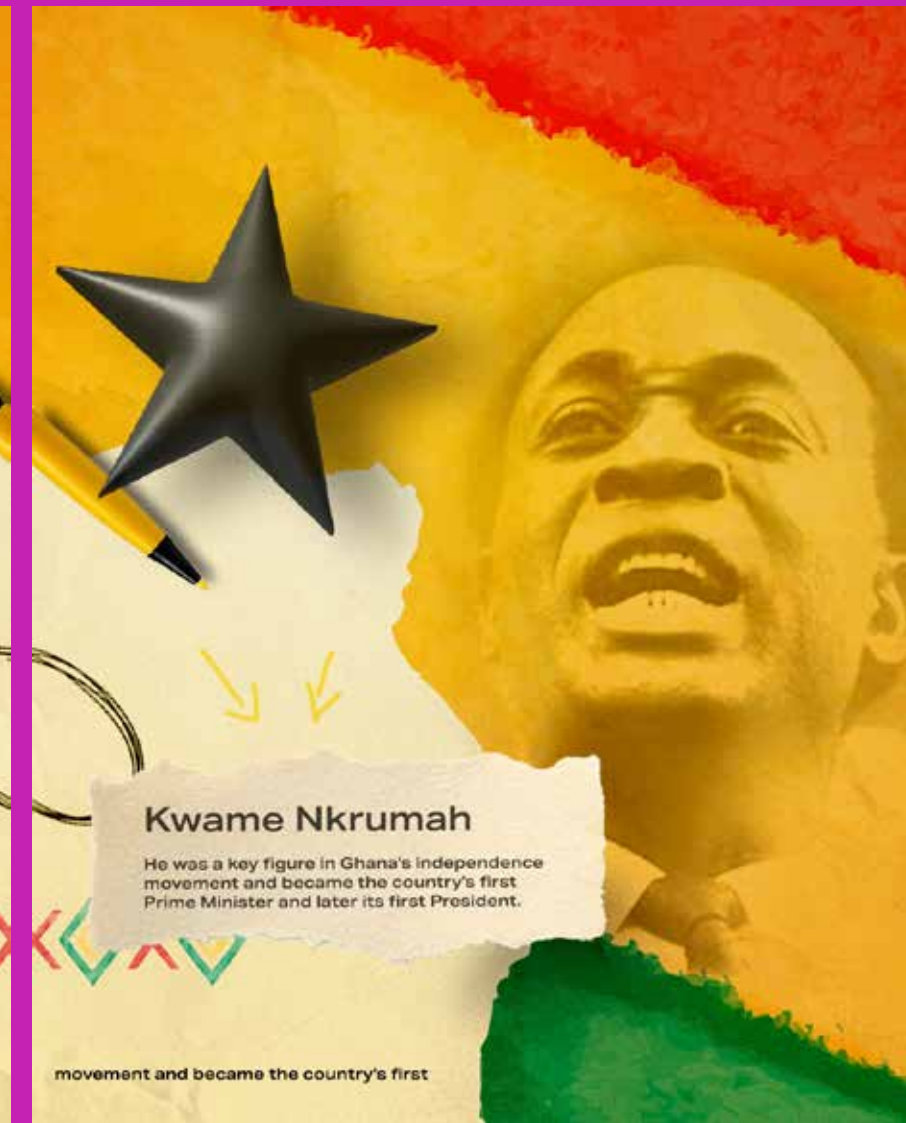 Kwame Nkrumah
He was a key figure in Ghana's independence
movement and became the country's first
Prime Minister and later its first President.
movement and became the country's first